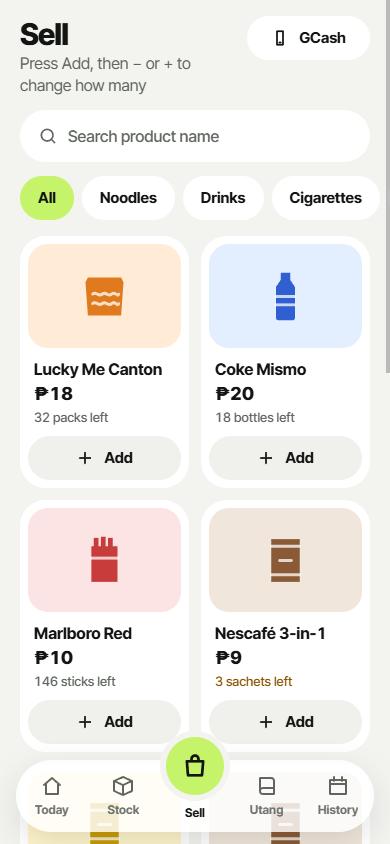 Sell
GCash
Press Add, then − or + to
change how many
Search product name
All
Noodles
Drinks
Cigarettes
Lucky Me Canton
₱18
32 packs left
Add
Coke Mismo
₱20
18 bottles left
Add
Marlboro Red
₱10
146 sticks left
Add
Nescafé 3-in-1
₱9
3 sachets left
Add
Today
Stock
Sell
Utang
History